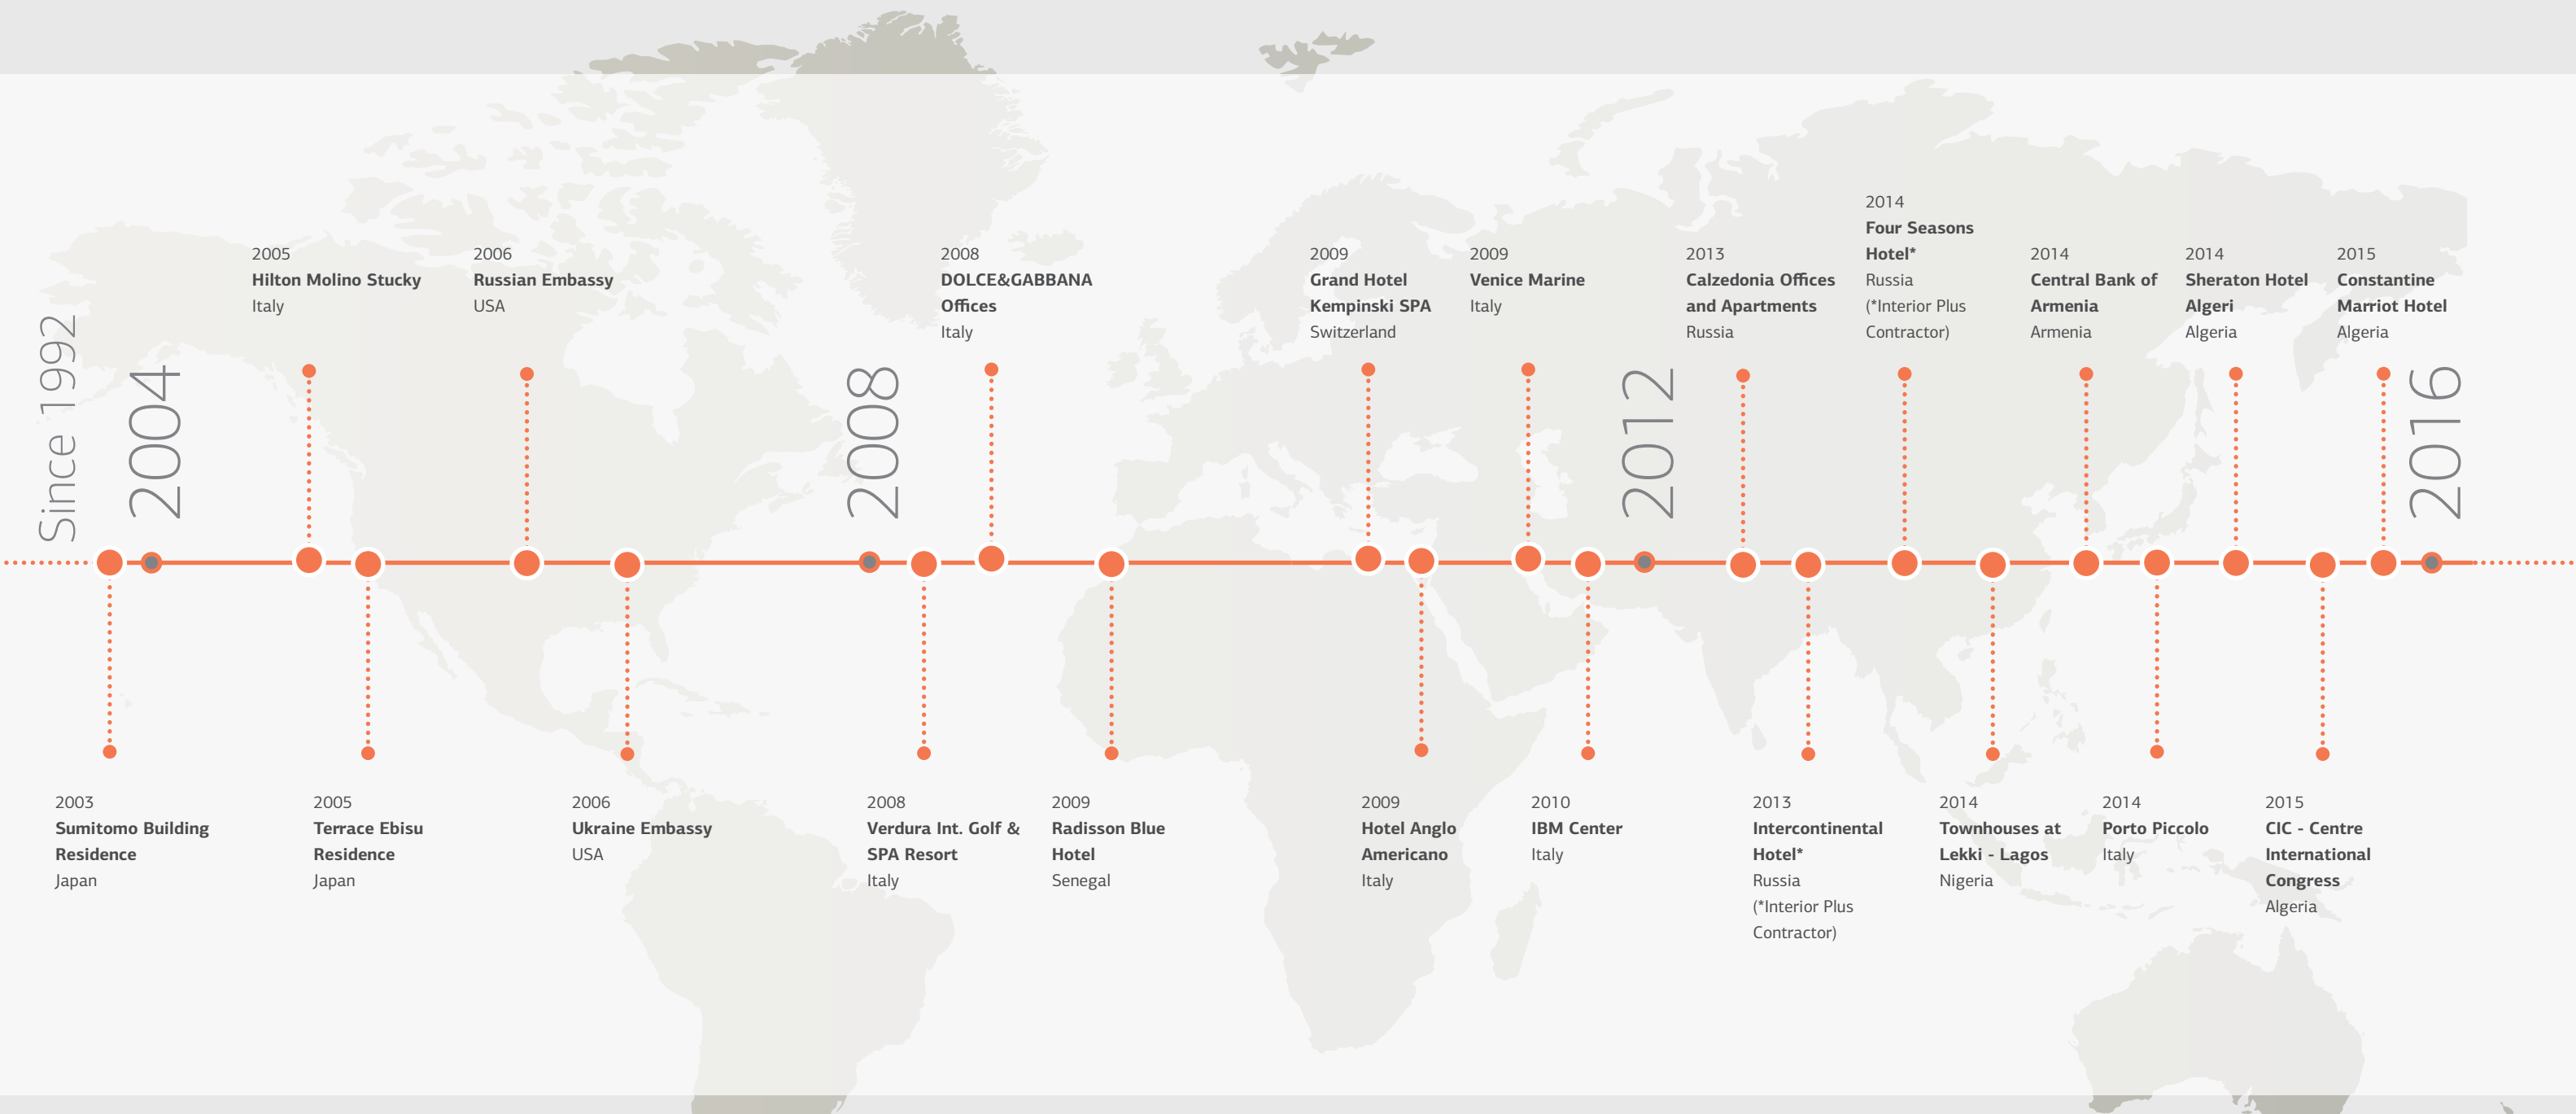 Since 1992
2004
2005
Hilton Molino Stucky
Italy
2006
Russian Embassy
USA
2008
2008
DOLCE&GABBANA
Offices
Italy
2009
Grand Hotel
Kempinski SPA
Switzerland
2009
Venice Marine
Italy
2012
2013
Calzedonia Offices
and Apartments
Russia
2014
Four Seasons
Hotel*
Russia
(*Interior Plus
Contractor)
2014
Central Bank of
Armenia
Armenia
2014
Sheraton Hotel
Algeri
Algeria
2015
Constantine
Marriot Hotel
Algeria
2016
2003
Sumitomo Building
Residence
Japan
2005
Terrace Ebisu
Residence
Japan
2006
Ukraine Embassy
USA
2008
Verdura Int. Golf &
SPA Resort
Italy
2009
Radisson Blue
Hotel
Senegal
2009
Hotel Anglo
Americano
Italy
2010
IBM Center
Italy
2013
Intercontinental
Hotel*
Russia
(*Interior Plus
Contractor)
2014
Townhouses at
Lekki - Lagos
Nigeria
2014
Porto Piccolo
Italy
2015
CIC - Centre
International
Congress
Algeria